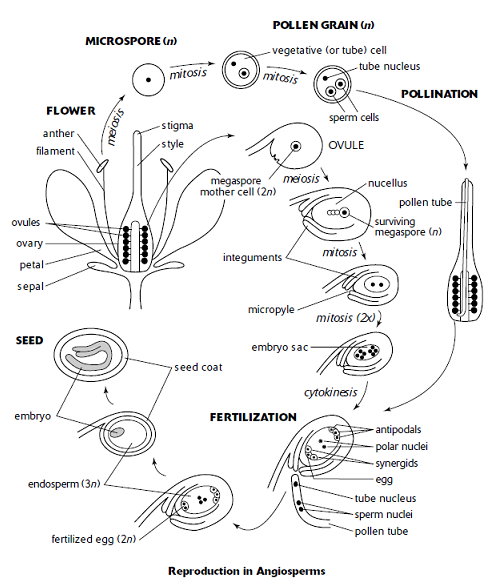 POLLEN GRAIN (n)
MICROSPORE (n)
vegetative (or tube) cell
mitosis
tube nucleus
mitosis
POLLINATION
sperm cells
FLOWER
meiosis
stigma
anther
style
OVULE
filament
megaspore
mother cell (2n)
meiosis
nucellus
pollen tube
ovules
surviving
megaspore (n)
ovary
integuments
mitosis
petal
sepal
micropyle
mitosis (2x)
SEED
embryo sac
seed coat
cytokinesis
embryo
FERTILIZATION
antipodals
polar nuclei
synergids
endosperm (3n)
egg
tube nucleus
sperm nuclei
fertilized egg (2n)
pollen tube
Reproduction in Angiosperms